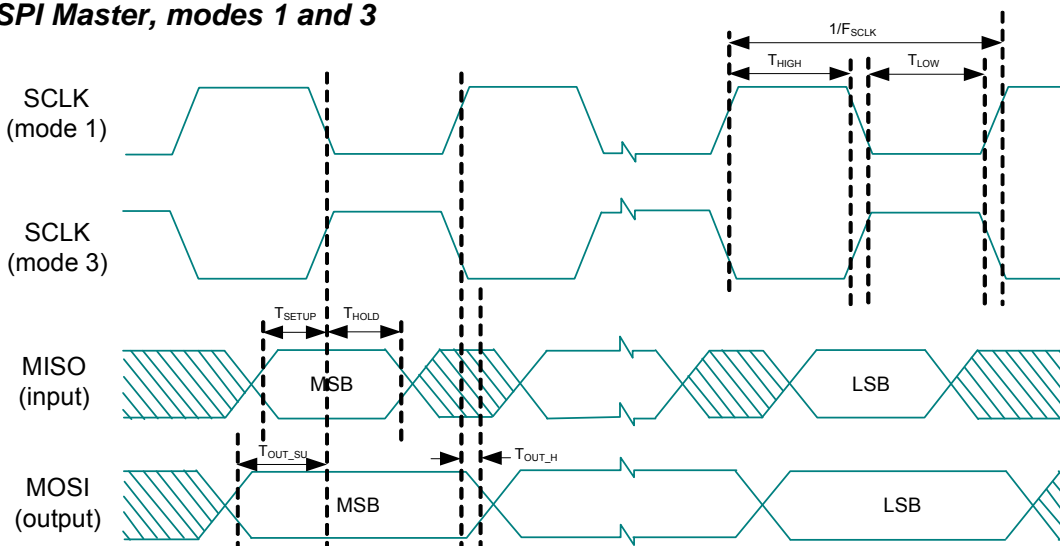 SPI Master, modes 1 and 3
1/FSCLK
THIGH
TLOW
SCLK
(mode 1)
SCLK
(mode 3)
TSETUP
THOLD
MISO
(input)
MSB
LSB
TOUT_SU
TOUT_H
MOSI
(output)
MSB
LSB